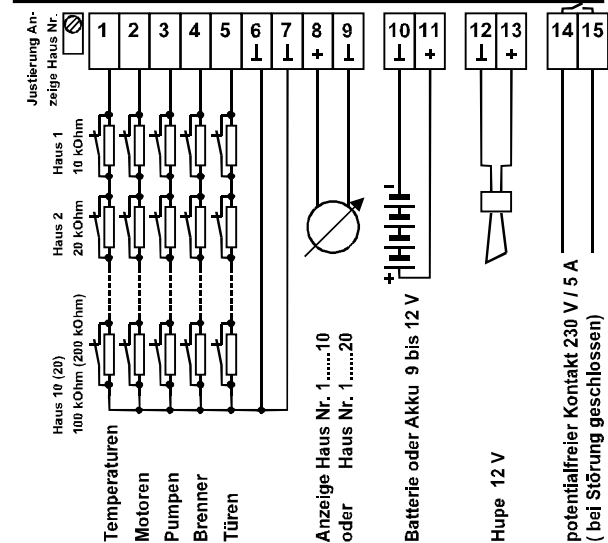 Justierung An-
zeige Haus Nr.
1 2 3 4 5 6 7 8 9 10 11 12 13 14 15
⊥ ⊥ + ⊥ ⊥ + ⊥ +
Haus 1
10 kOhm
Haus 2
20 kOhm
Haus 10 (20)
100 kOhm (200 kOhm)
- 
+
Temperaturen
Motoren
Pumpen
Brenner
Türen
Anzeige Haus Nr. 1......10
oder Haus Nr. 1......20
Batterie oder Akku 9 bis 12 V
Hupe 12 V
potentialfreier Kontakt 230 V / 5 A
( bei Störung geschlossen)